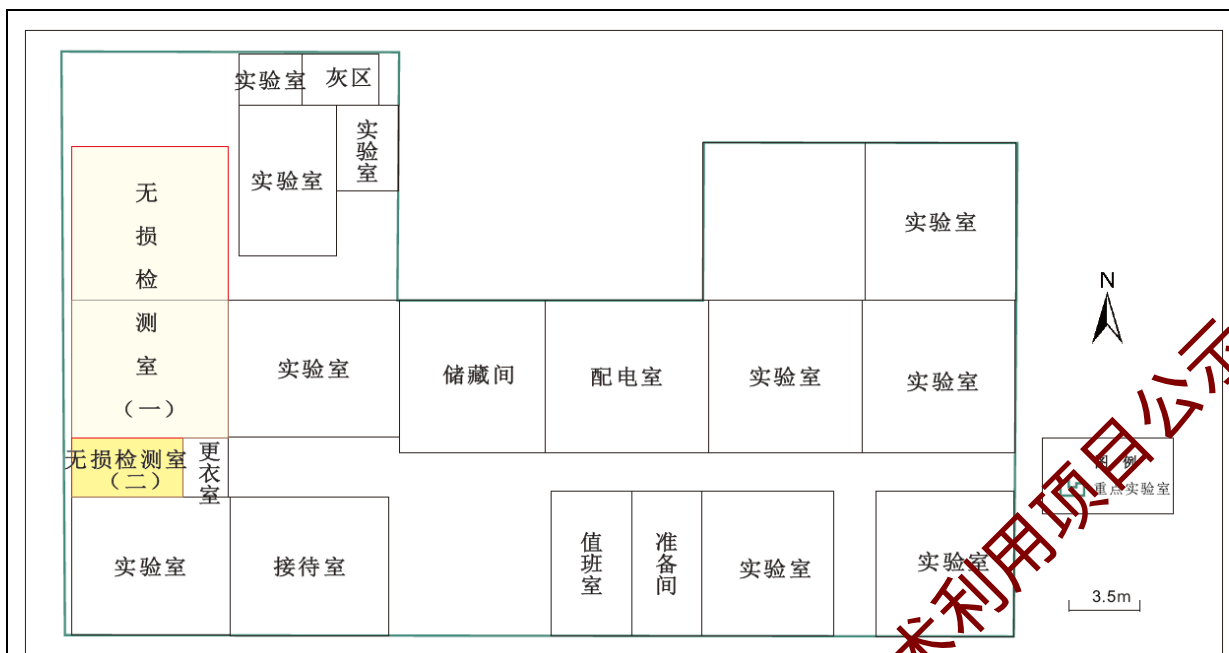 实验室
灰区
实验室
实验室
无损检测室
（一）
实验室
N
实验室
储藏间
配电室
实验室
实验室
无损检测室
（二）
更衣室
图例
重点实验室
实验室
接待室
值班室
准备间
实验室
实验室
3.5m
术利用项目公示